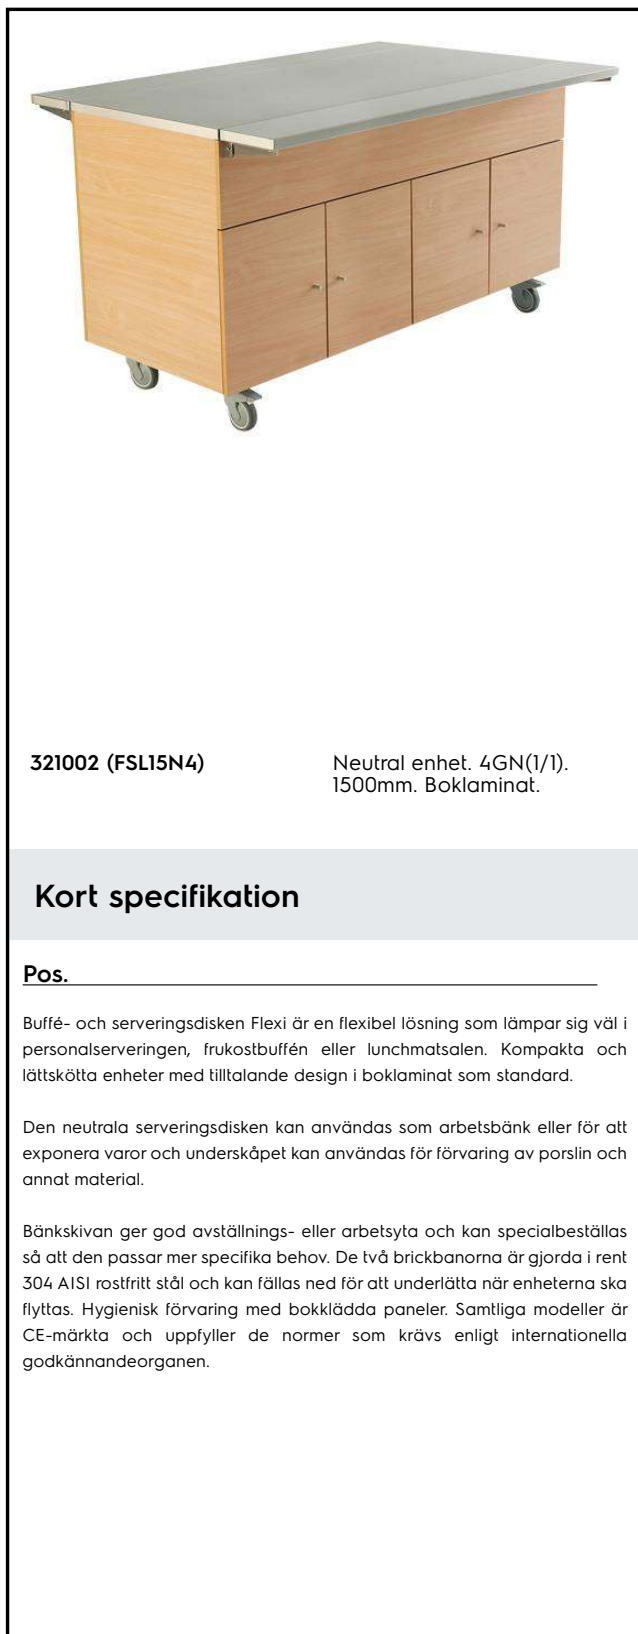 321002 (FSL15N4)
Neutral enhet. 4GN(1/1).
1500mm. Boklaminat.
Kort specifikation
Pos.
Buffé- och serveringsdisken Flexi är en flexibel lösning som lämpar sig väl i
personalserveringen, frukostbuffén eller lunchmatsalen. Kompakta och
lättskötta enheter med tilltalande design i boklaminat som standard.
Den neutrala serveringsdisken kan användas som arbetsbänk eller för att
exponera varor och underskåpet kan användas för förvaring av porslin och
annat material.
Bänkskivan ger god avställnings- eller arbetsyta och kan specialbeställas
så att den passar mer specifika behov. De två brickbanorna är gjorda i rent
304 AISI rostfritt stål och kan fällas ned för att underlätta när enheterna ska
flyttas. Hygienisk förvaring med bokklädda paneler. Samtliga modeller är
CE-märkta och uppfyller de normer som krävs enligt internationella
godkännandeorganen.